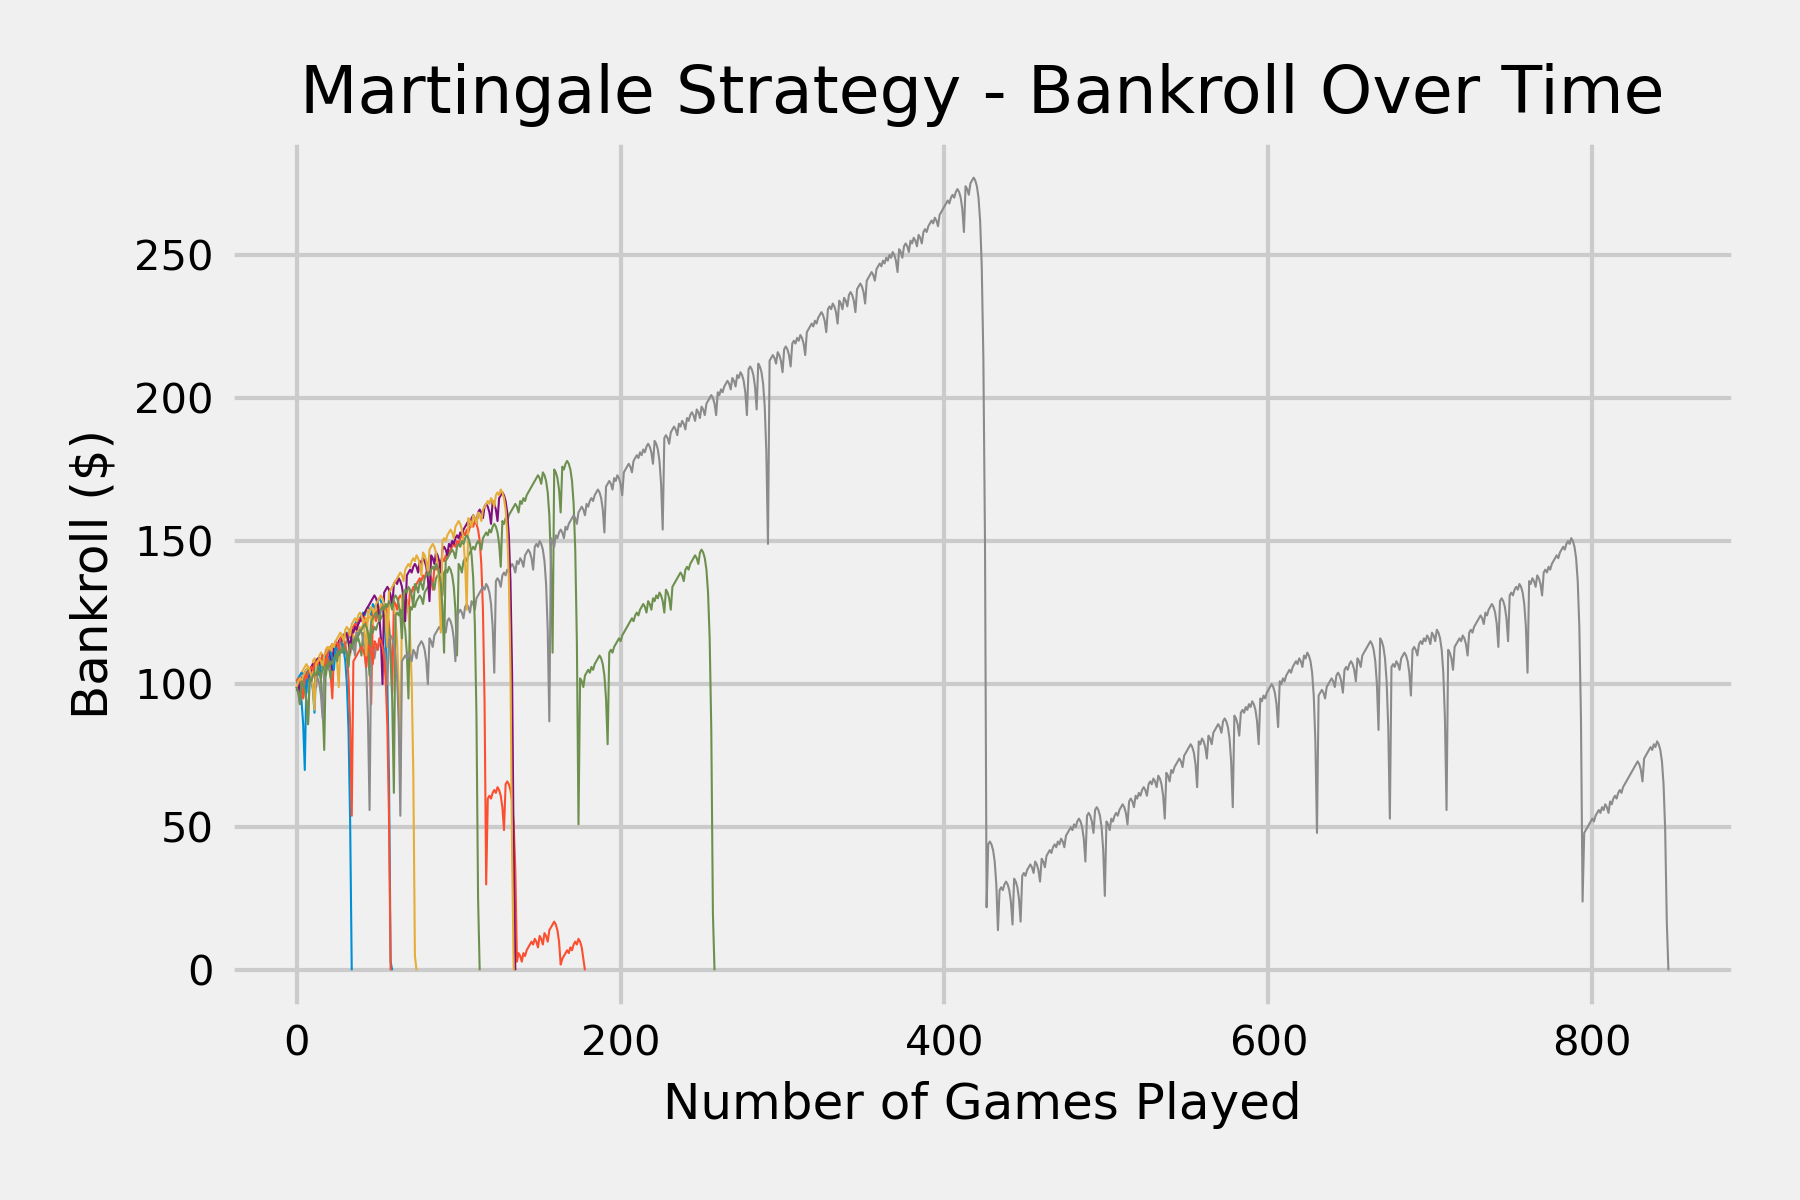 Martingale Strategy - Bankroll Over Time
Bankroll ($)
250
200
150
100
50
0
0 200 400 600 800
Number of Games Played